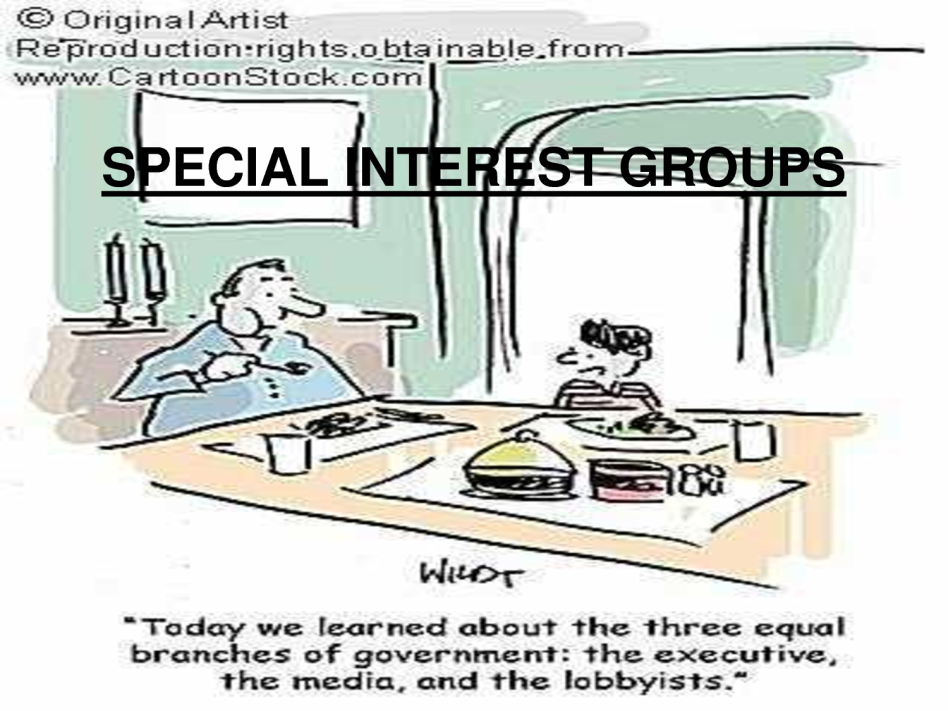 © Original Artist
Reproduction rights obtainable from
www.CartoonStock.com
SPECIAL INTEREST GROUPS
WILDT
"Today we learned about the three equal
branches of government: the executive,
the media, and the lobbyists."